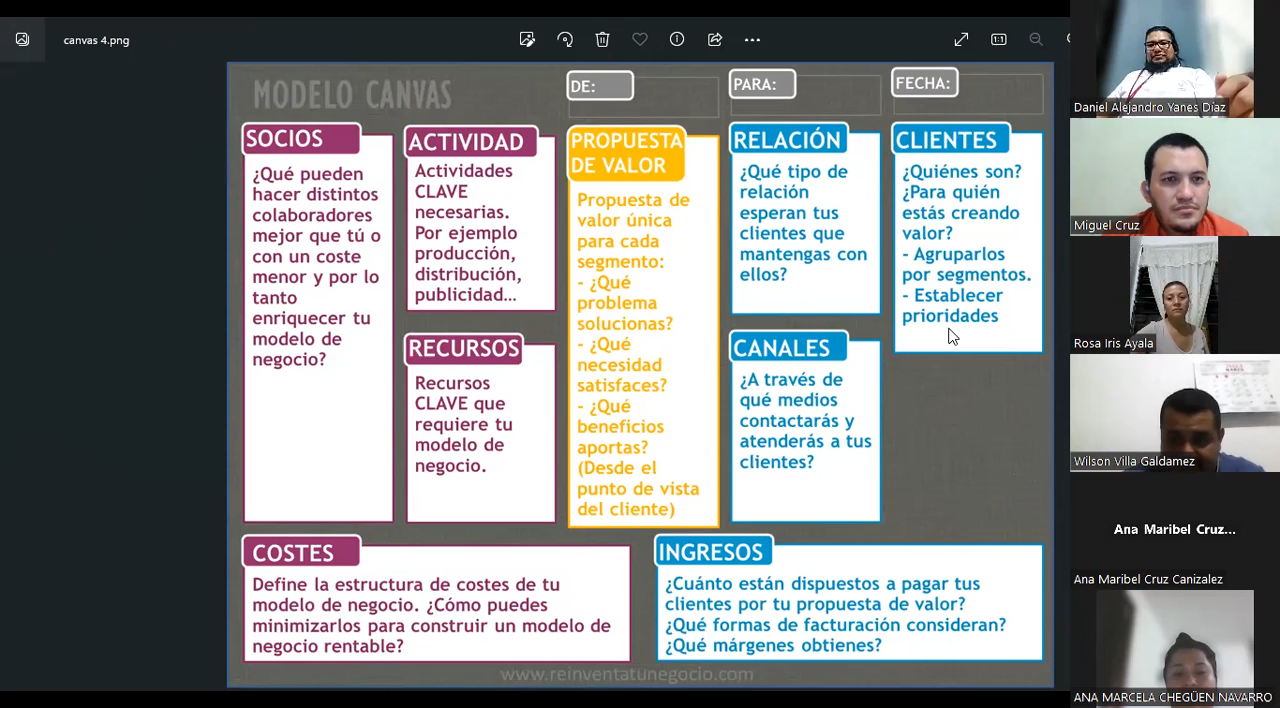 canvas 4.png
MODELO CANVAS
DE:
PARA:
FECHA:
SOCIOS
¿Qué pueden
hacer distintos
colaboradores
mejor que tú o
con un coste
menor y por lo
tanto
enriquecer tu
modelo de
negocio?
ACTIVIDAD
Actividades
CLAVE
necesarias.
Por ejemplo
producción,
distribución,
publicidad...
RECURSOS
Recursos
CLAVE que
requiere tu
modelo de
negocio.
PROPUESTA
DE VALOR
Propuesta de
valor única
para cada
segmento:
- ¿Qué
problema
solucionas?
- ¿Qué
necesidad
satisfaces?
- ¿Qué
beneficios
aportas?
(Desde el
punto de vista
del cliente)
RELACIÓN
¿Qué tipo de
relación
esperan tus
clientes que
mantengas con
ellos?
CANALES
¿A través de
qué medios
contactarás y
atenderás a tus
clientes?
CLIENTES
¿Quiénes son?
¿Para quién
estás creando
valor?
- Agruparlos
por segmentos.
- Establecer
prioridades
COSTES
Define la estructura de costes de tu
modelo de negocio. ¿Cómo puedes
minimizarlos para construir un modelo de
negocio rentable?
INGRESOS
¿Cuánto están dispuestos a pagar tus
clientes por tu propuesta de valor?
¿Qué formas de facturación consideran?
¿Qué márgenes obtienes?
www.reinventatunegocio.com
1:1
Daniel Alejandro Yanes Diaz
Miguel Cruz
Rosa Iris Ayala
Wilson Villa Galdamez
Ana Maribel Cruz...
Ana Maribel Cruz Canizalez
ANA MARCELA CHEGÜEN NAVARRO